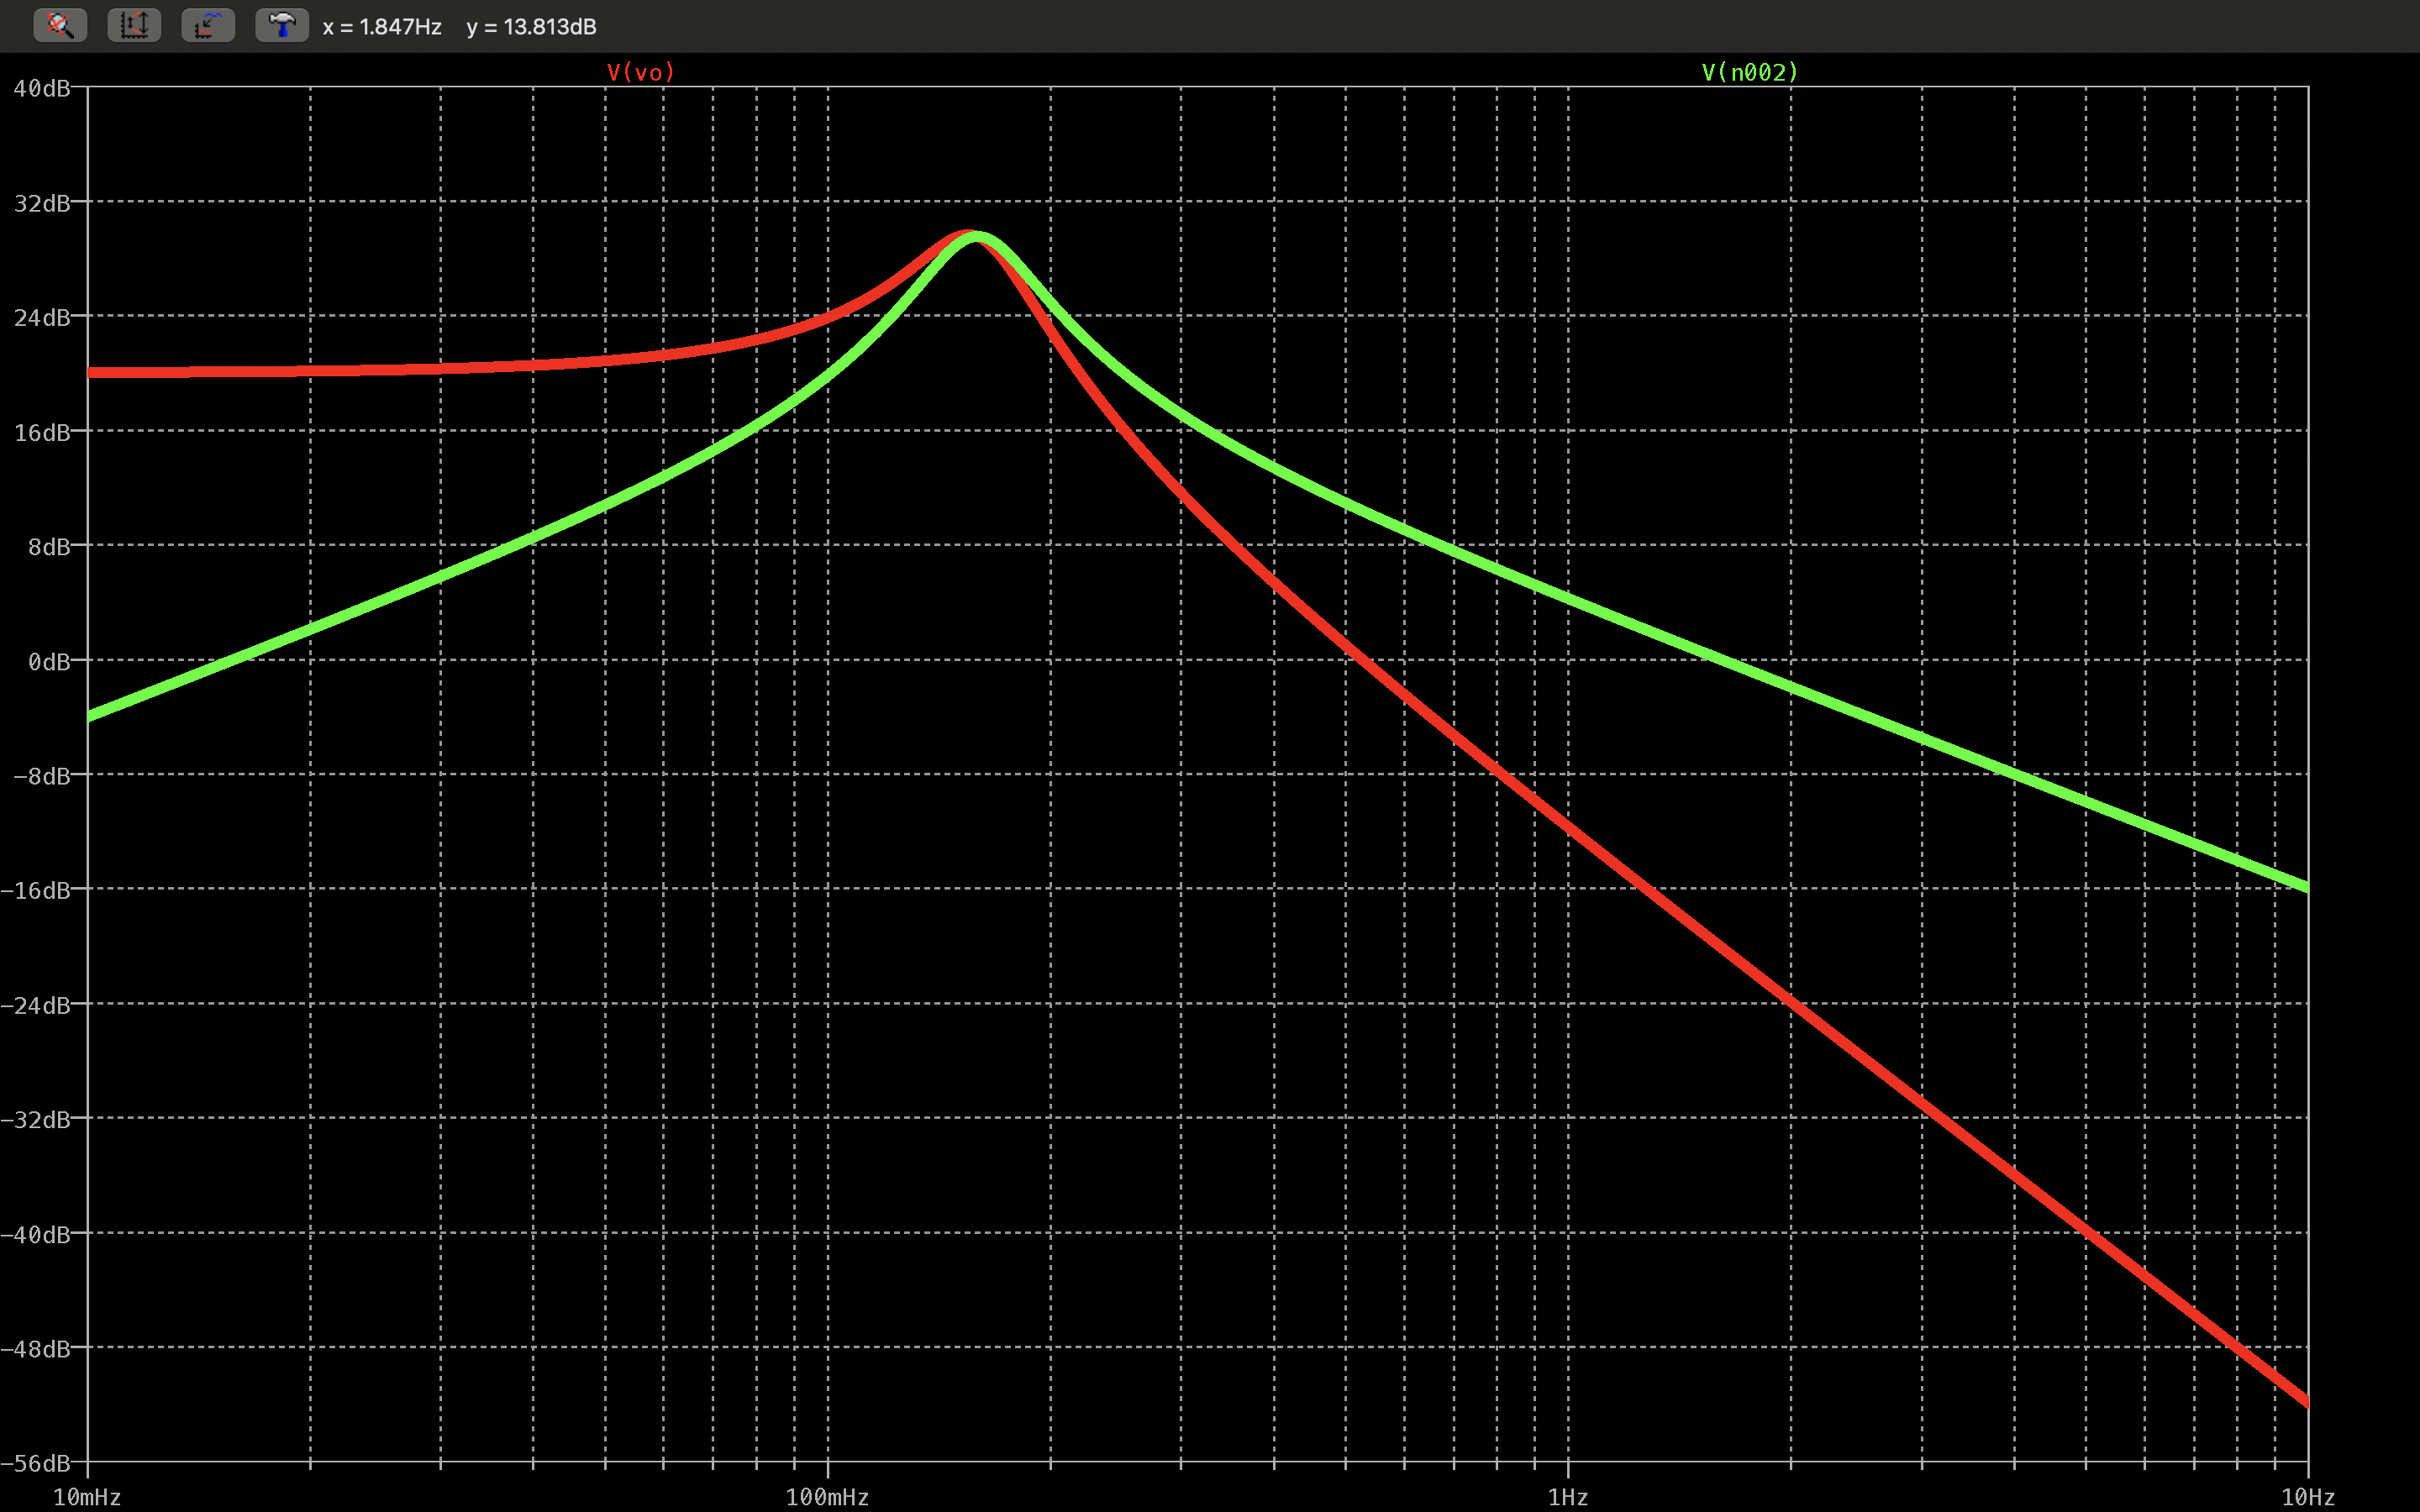 x = 1.847Hz y = 13.813dB
V(vo) V(n002)
40dB
32dB
24dB
16dB
8dB
0dB
-8dB
-16dB
-24dB
-32dB
-40dB
-48dB
-56dB
10mHz 100mHz 1Hz 10Hz